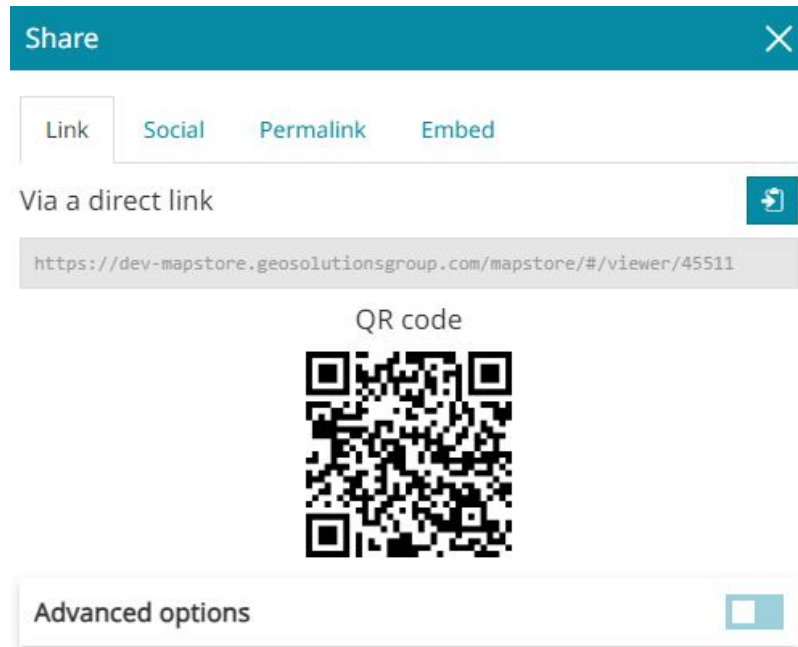 Share
Link Social Permalink Embed
Via a direct link
https://dev-mapstore.geosolutionsgroup.com/mapstore/#/viewer/45511
QR code
Advanced options